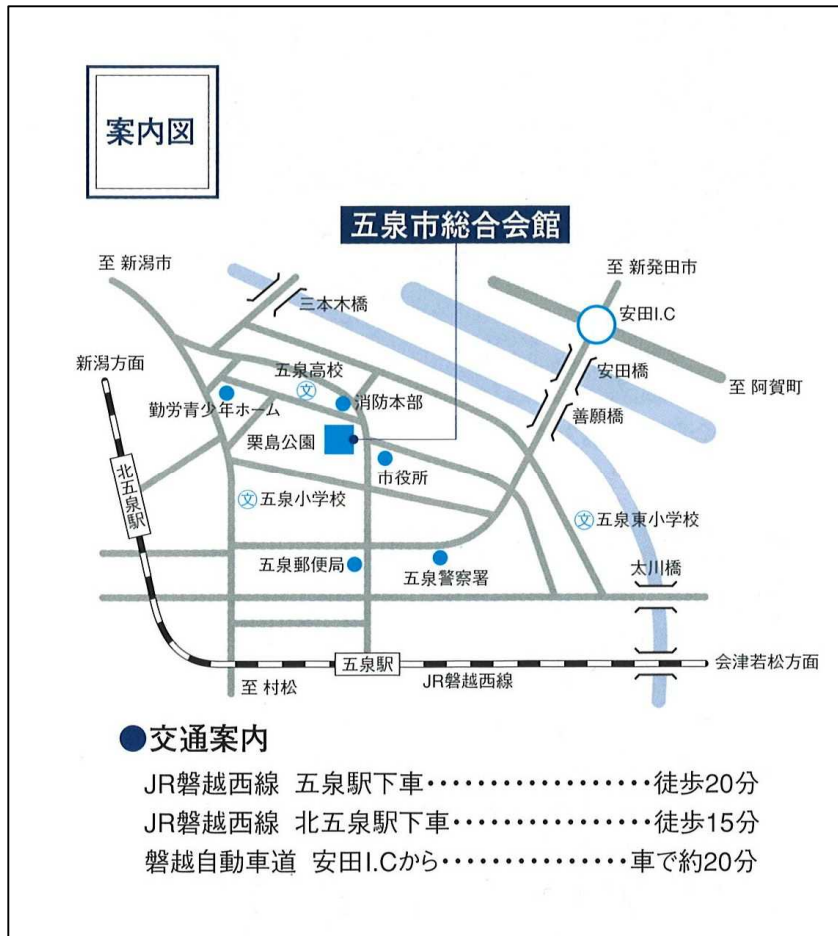 案内図
五泉市総合会館
至 新潟市
至 新発田市
三本木橋
安田I.C
新潟方面
五泉高校
安田橋
至 阿賀町
勤労青少年ホーム
消防本部
善願橋
栗島公園
市役所
北五泉駅
文 五泉小学校
文
文 五泉東小学校
五泉郵便局
五泉警察署
太川橋
五泉駅
会津若松方面
至 村松
JR磐越西線
●交通案内
JR磐越西線 五泉駅下車・・・・・・・・・・・・・・・・・・徒歩20分
JR磐越西線 北五泉駅下車・・・・・・・・・・・・・・・・徒歩15分
磐越自動車道 安田I.Cから・・・・・・・・・・・・・・・車で約20分